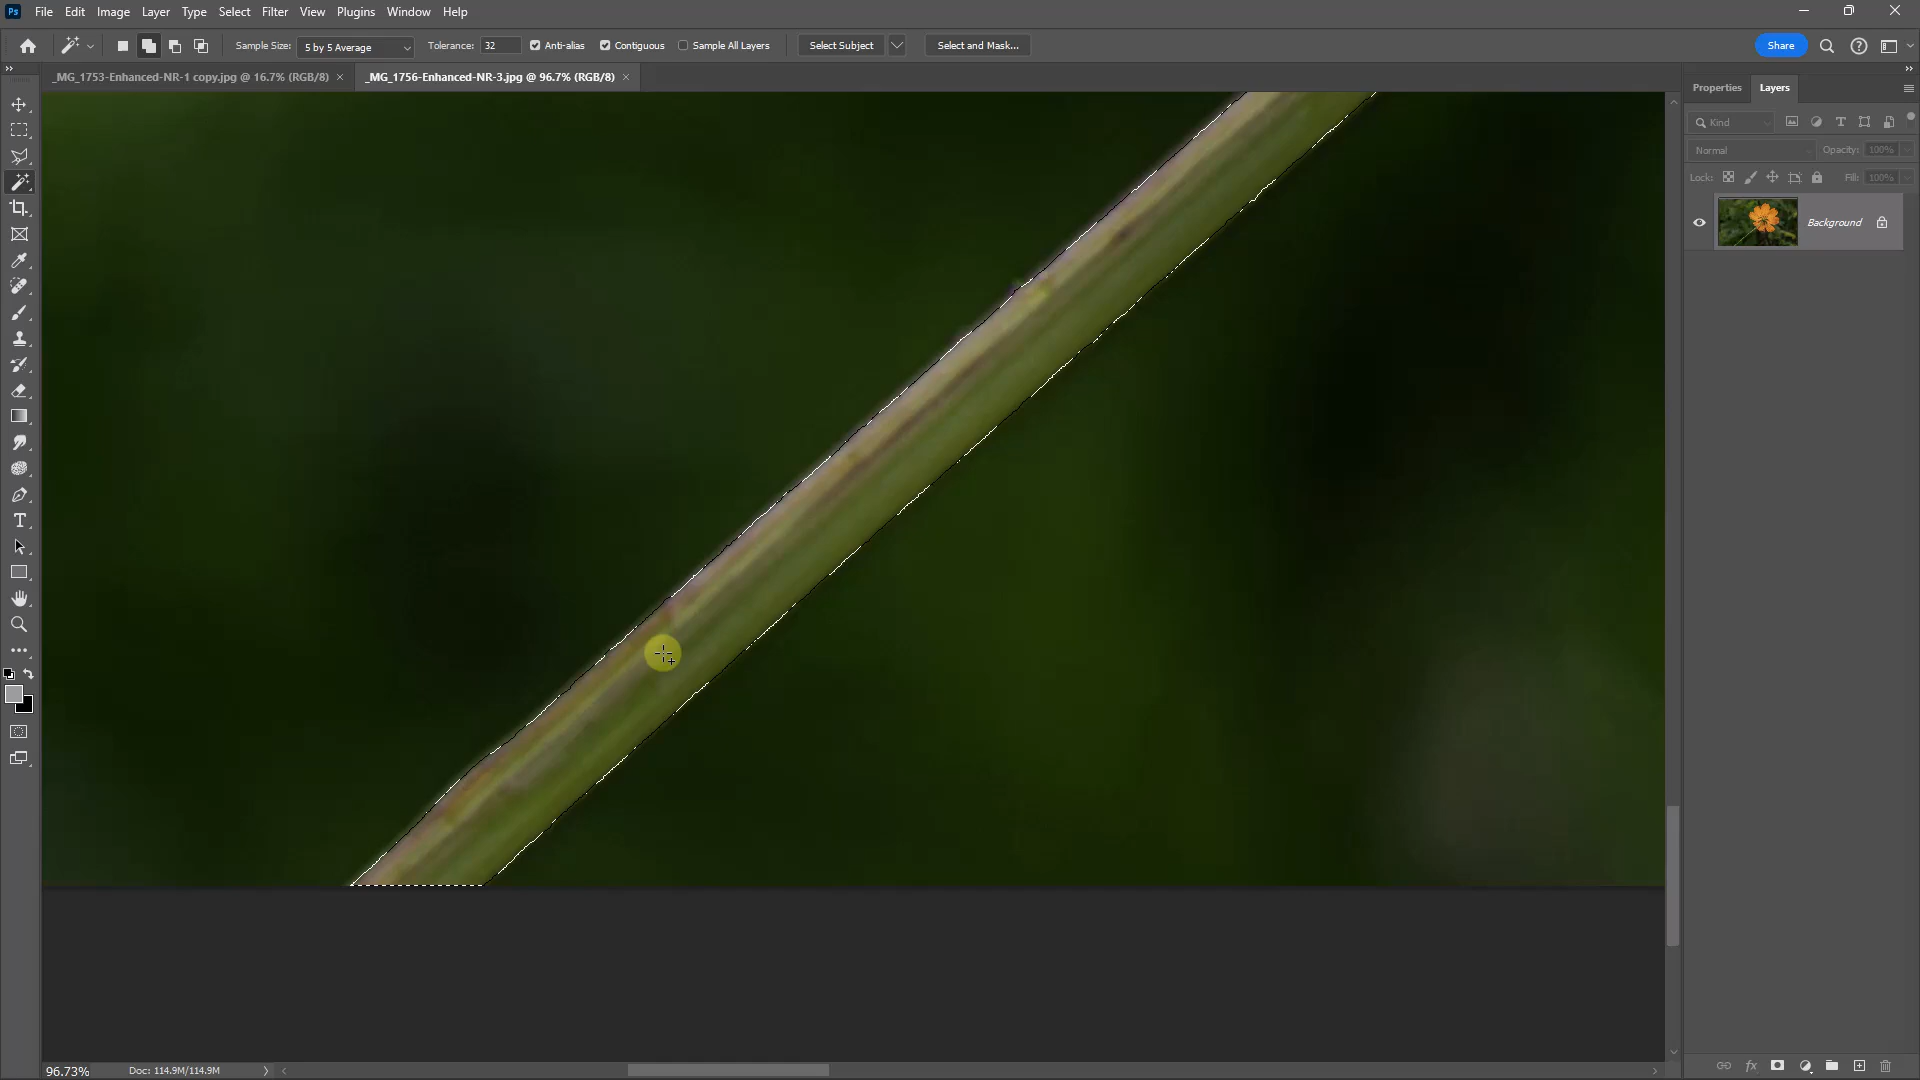 Ps File Edit Image Layer Type Select Filter View Plugins Window Help
Sample Size: 5 by 5 Average Tolerance: 32 Anti-alias Contiguous Sample All Layers Select Subject Select and Mask... Share
_MG_1753-Enhanced-NR-1 copy.jpg @ 16.7% (RGB/8) × _MG_1756-Enhanced-NR-3.jpg @ 96.7% (RGB/8) ×
Properties Layers
Kind
Normal Opacity: 100%
Lock: Fill: 100%
Background
96.73% Doc: 114.9M/114.9M